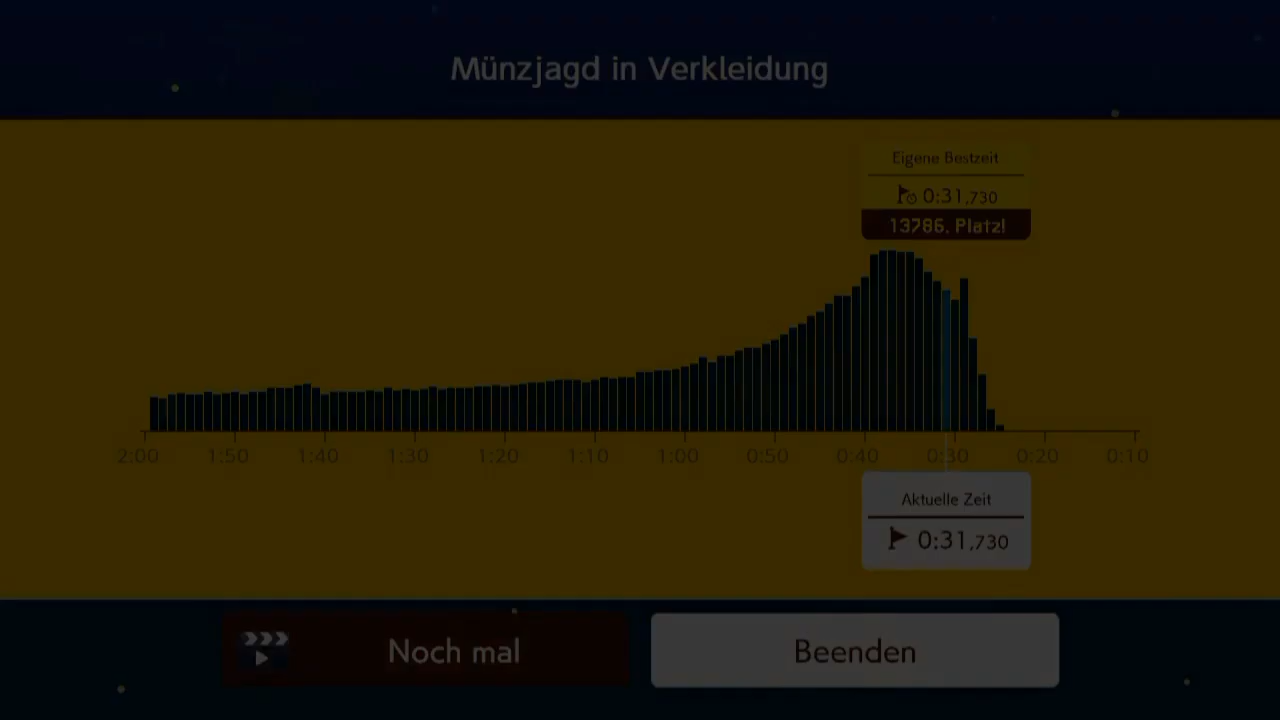 Münzjagd in Verkleidung
Eigene Bestzeit
0:31,730
13786. Platz!
2:00 1:50 1:40 1:30 1:20 1:10 1:00 0:50 0:40 0:30 0:20 0:10
Aktuelle Zeit
0:31,730
Noch mal
Beenden